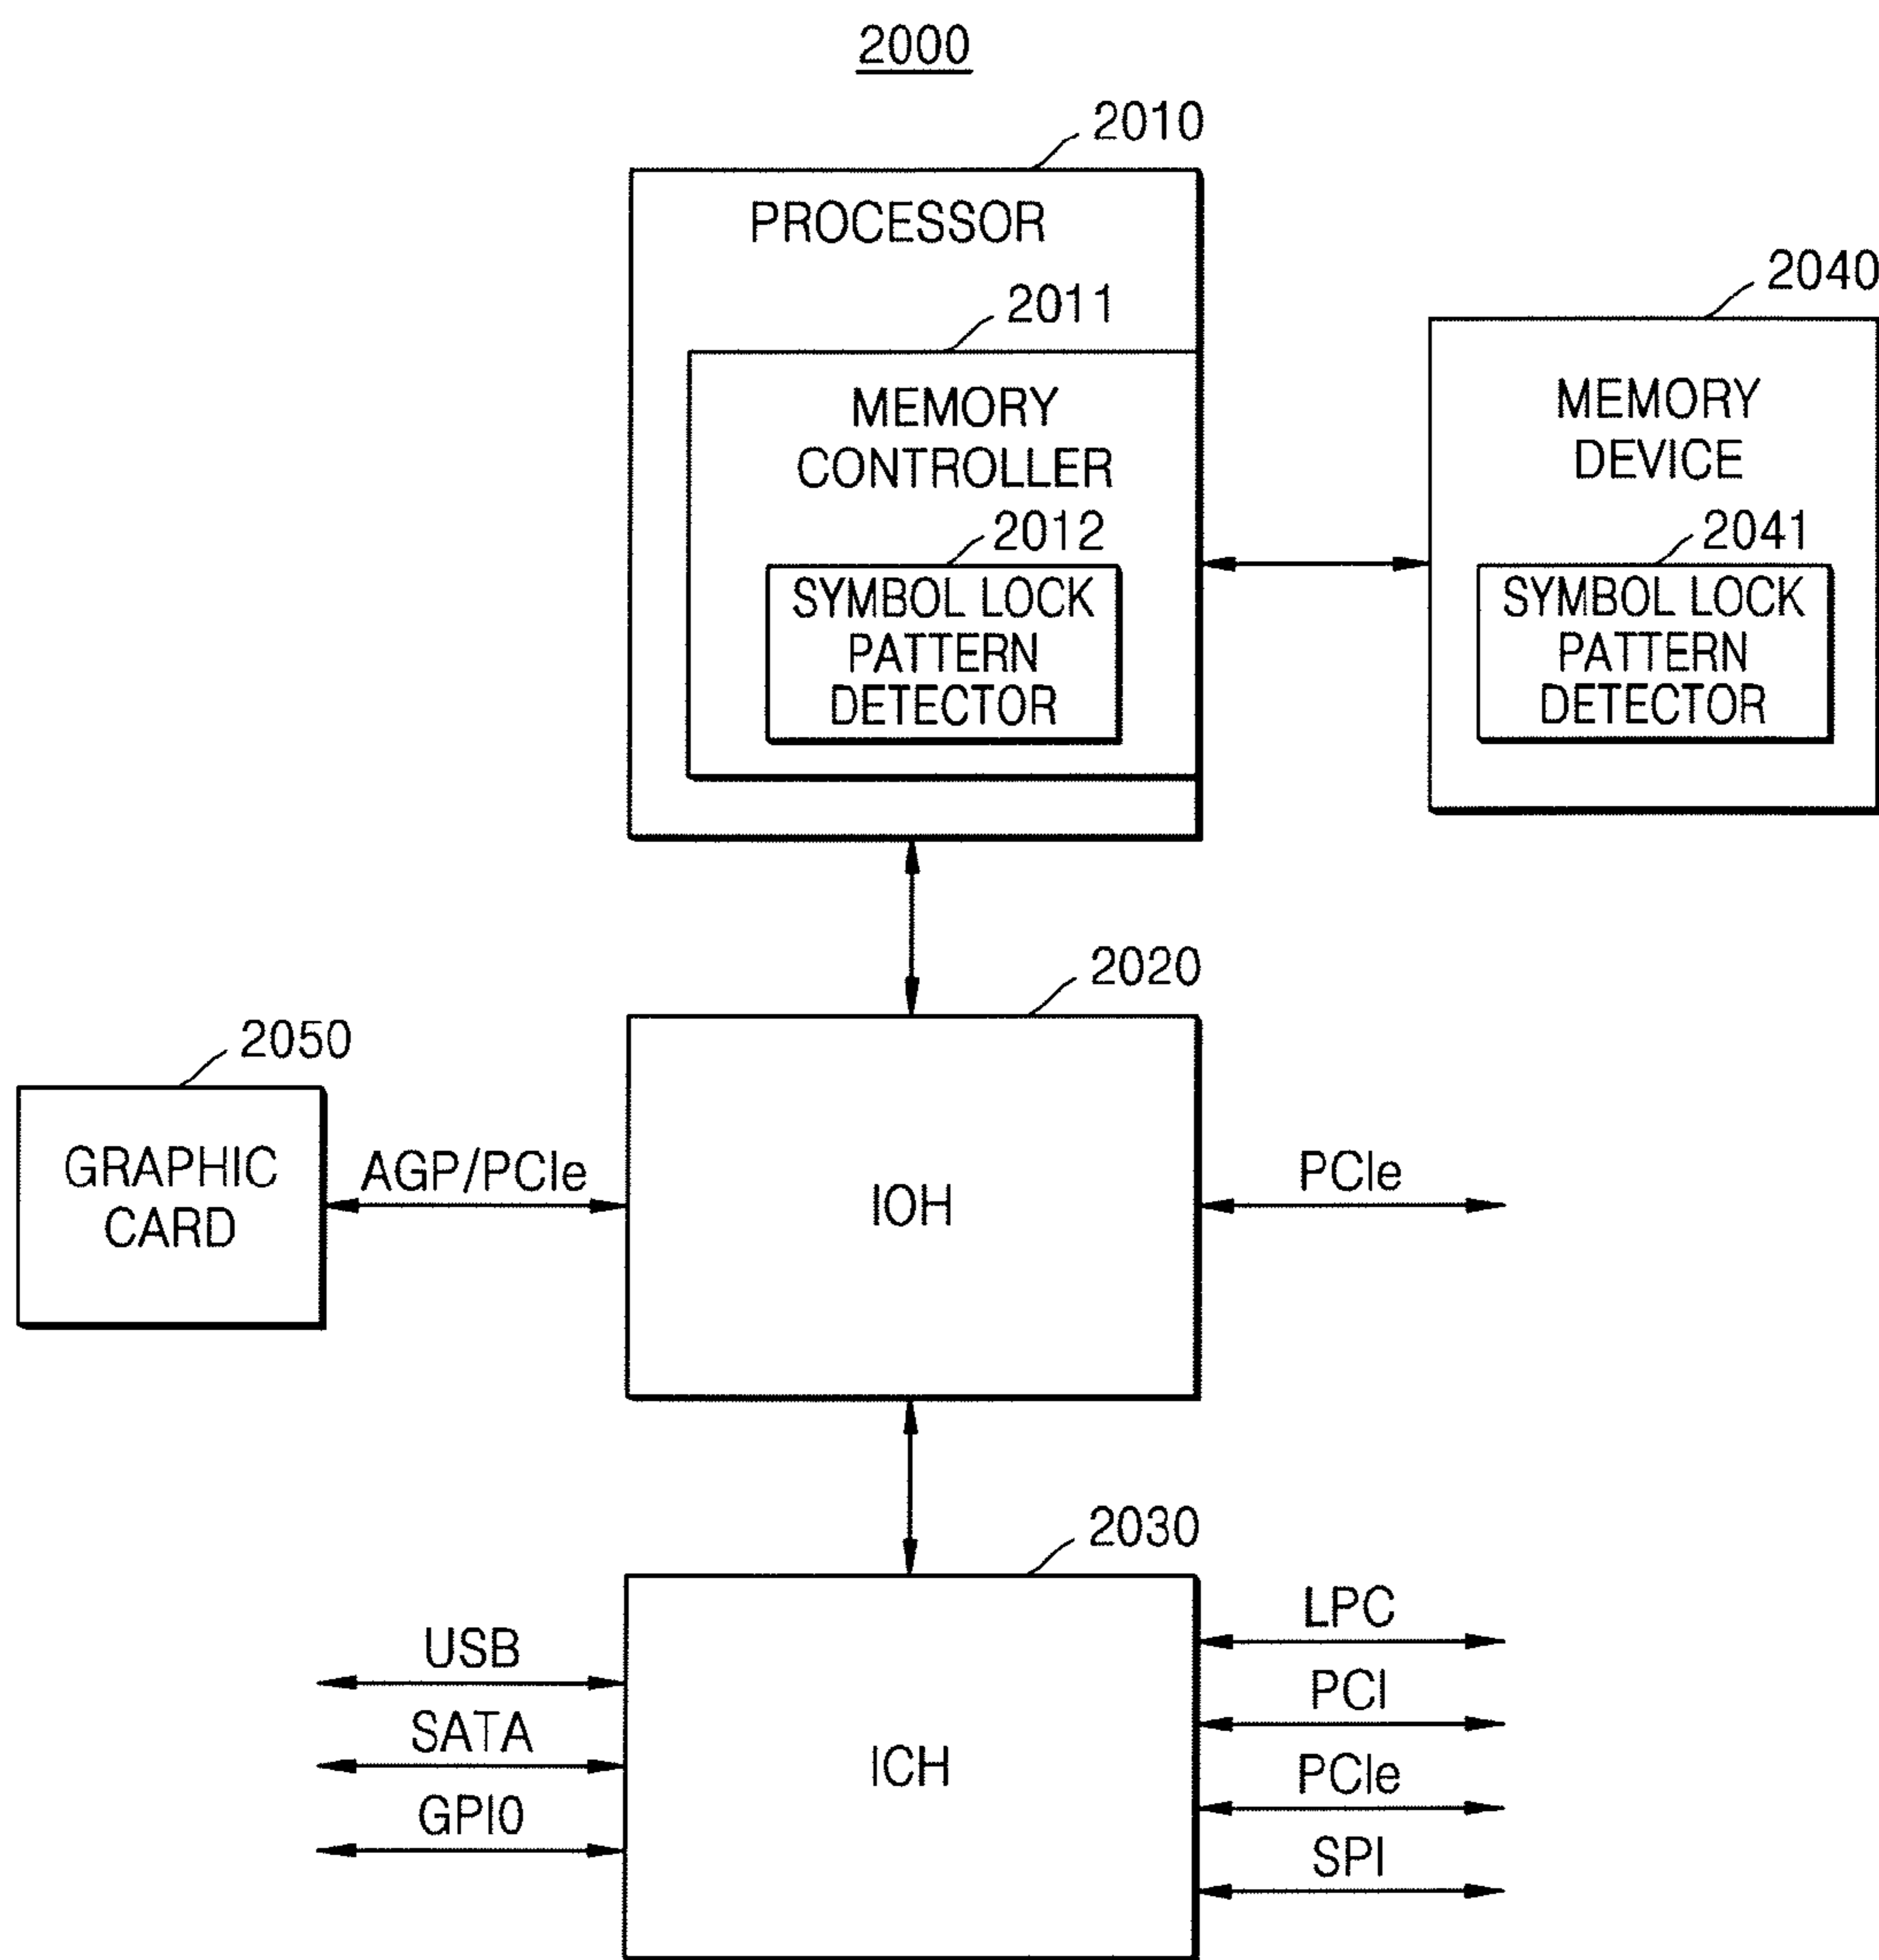 2000
2010
PROCESSOR
2011
MEMORY
CONTROLLER
2012
SYMBOL LOCK
PATTERN
DETECTOR
2040
MEMORY
DEVICE
2041
SYMBOL LOCK
PATTERN
DETECTOR
2020
2050
GRAPHIC
CARD
AGP/PCIe
IOH
PCIe
2030
USB
SATA
GPI0
ICH
LPC
PCI
PCIe
SPI